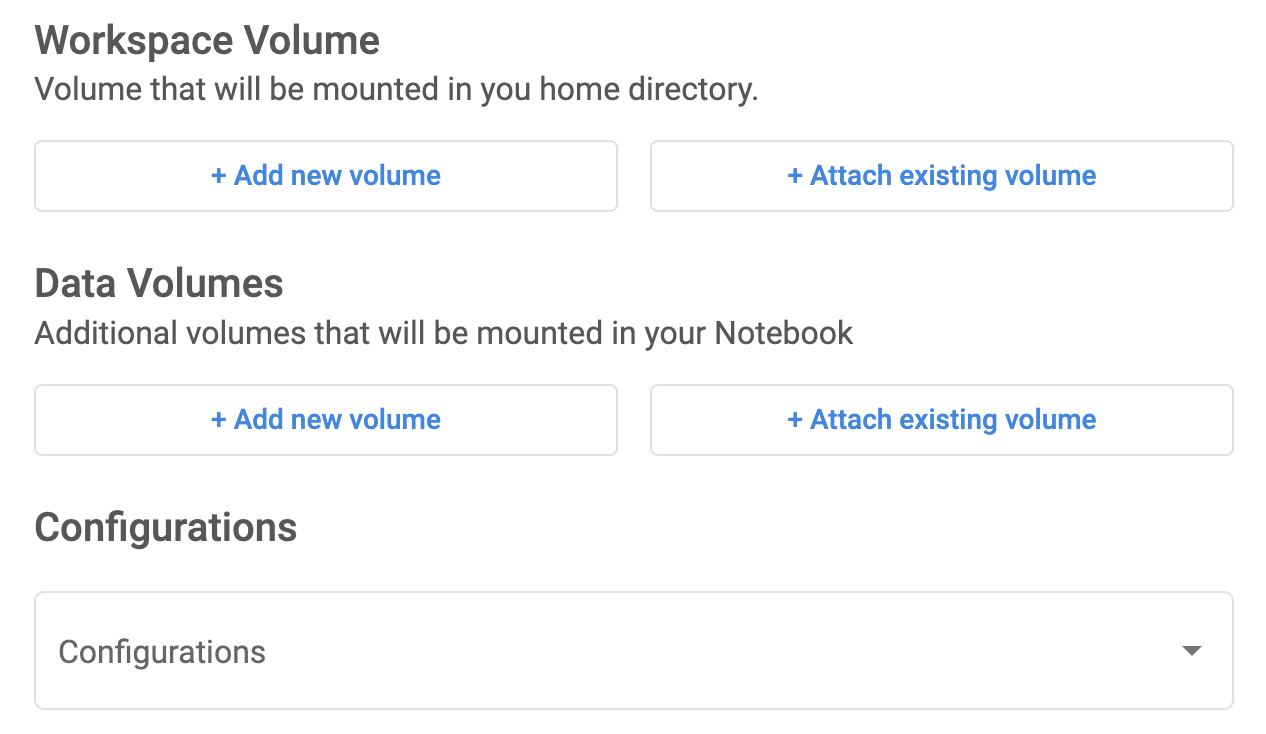 Workspace Volume
Volume that will be mounted in you home directory.
+ Add new volume
+ Attach existing volume
Data Volumes
Additional volumes that will be mounted in your Notebook
+ Add new volume
+ Attach existing volume
Configurations
Configurations